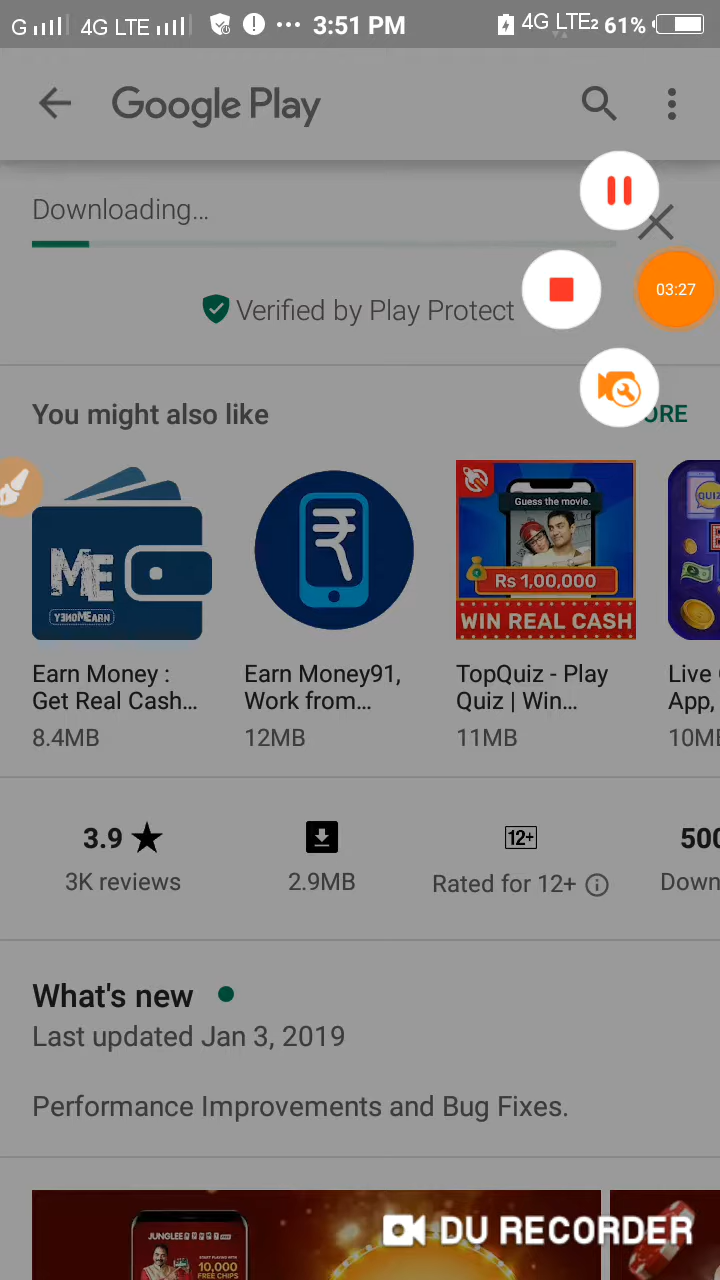 G 4G LTE 3:51 PM 4G LTE2 61%
Google Play
Downloading...
03:27
Verified by Play Protect
You might also like
ORE
ME
Guess the movie.
QUIZ
Rs 1,00,000
WIN REAL CASH
Earn Money : Earn Money91, TopQuiz - Play Live
Get Real Cash... Work from... Quiz | Win... App,
8.4MB 12MB 11MB 10MB
3.9 ★ 12+ 500
3K reviews 2.9MB Rated for 12+ Down
What's new
Last updated Jan 3, 2019
Performance Improvements and Bug Fixes.
JUNGLEE
10,000
FREE CHIPS
DU RECORDER